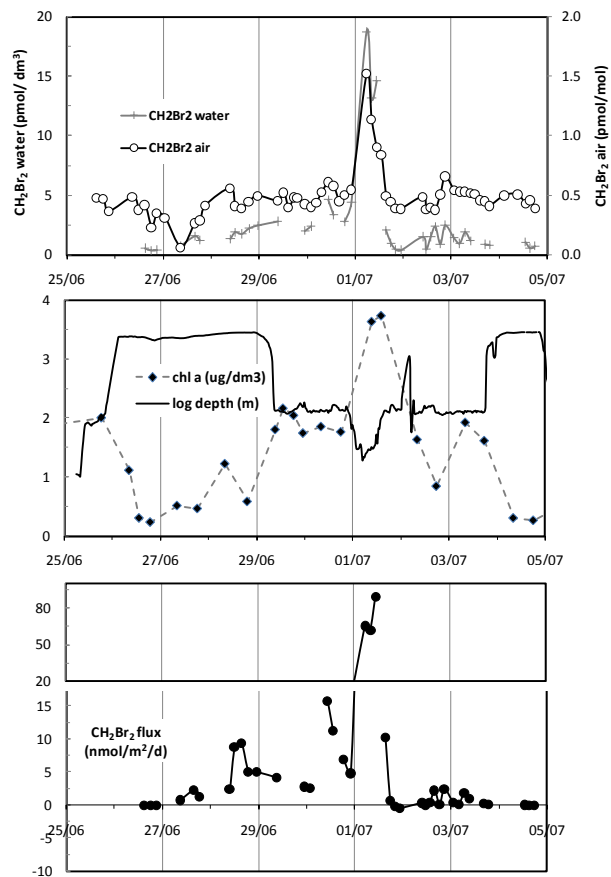 20 2.0
CH2Br2 water (pmol/ dm³)
CH2Br2 air (pmol/mol)
15 1.5
CH2Br2 water
10 1.0
CH2Br2 air
5 0.5
0 0.0
25/06 27/06 29/06 01/07 03/07 05/07
4
3
chl a (ug/dm3)
log depth (m)
2
1
0
25/06 27/06 29/06 01/07 03/07 05/07
80
50
20
15
CH₂Br₂ flux
(nmol/m²/d)
10
5
0
25/06 27/06 29/06 01/07 03/07 05/07
-5
-10